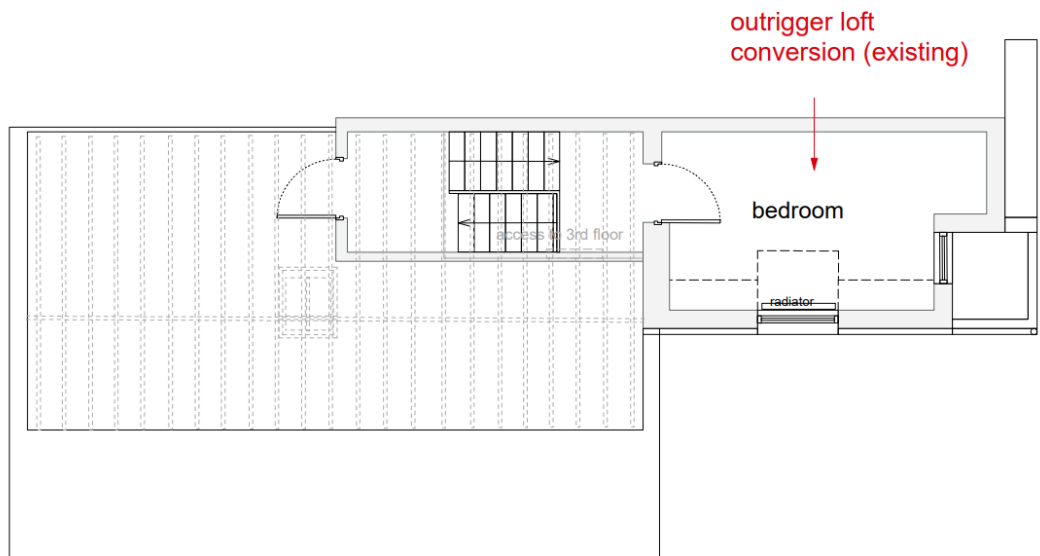 outrigger loft
conversion (existing)
bedroom
access to 3rd floor
radiator